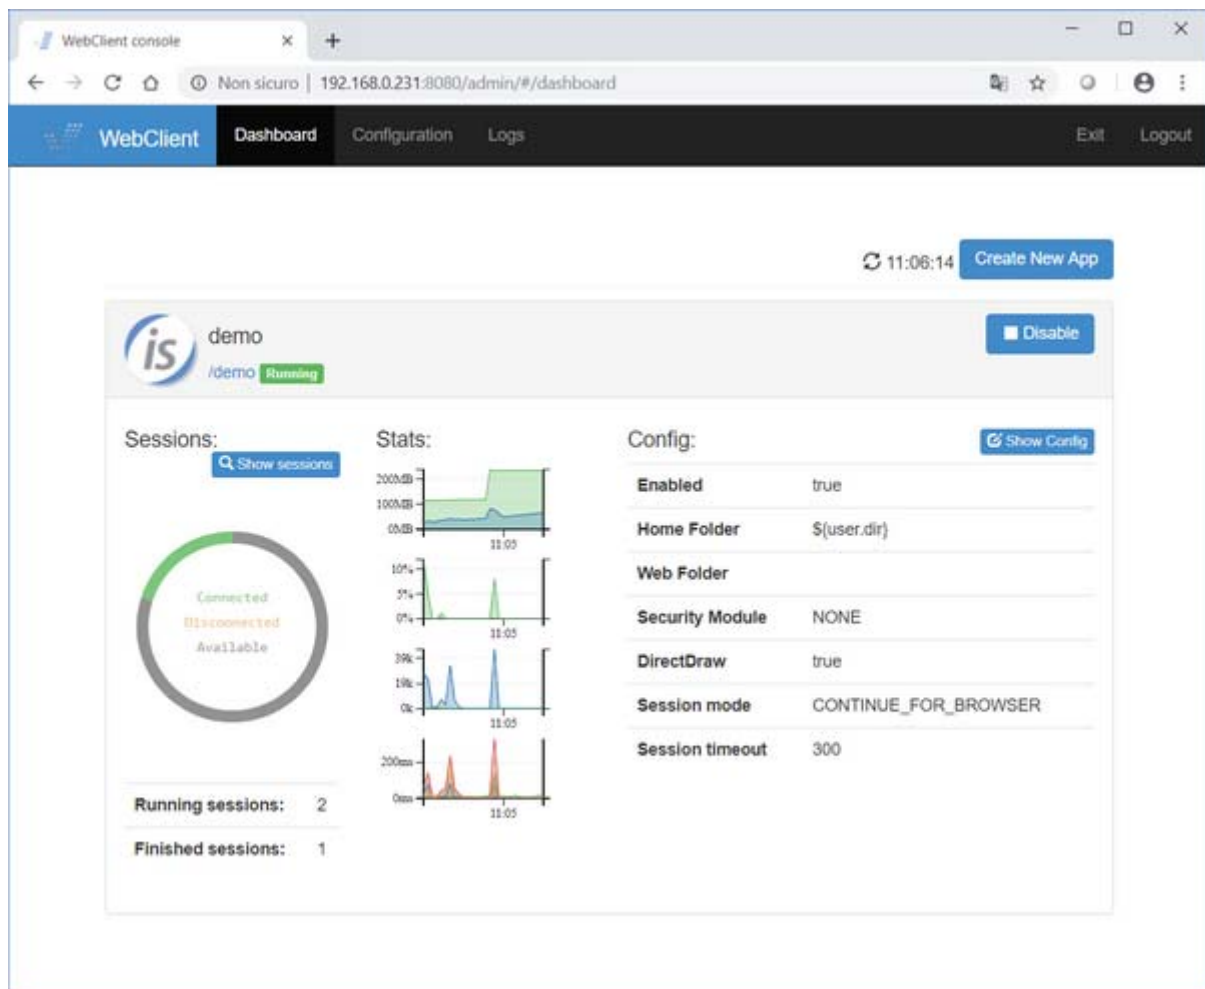 WebClient console
Non sicuro | 192.168.0.231:8080/admin/#/dashboard
WebClient Dashboard Configuration Logs Exit Logout
11:06:14 Create New App
is
demo
Disable
/demo Running
Sessions:
Show sessions
Connected
Disconnected
Available
Running sessions: 2
Finished sessions: 1
Stats:
200MB
100MB
0MB
11:05
10%
5%
0%
11:05
39k
19k
0k
11:05
200ms
0ms
11:05
Config:
Show Config
Enabled true
Home Folder ${user.dir}
Web Folder
Security Module NONE
DirectDraw true
Session mode CONTINUE_FOR_BROWSER
Session timeout 300